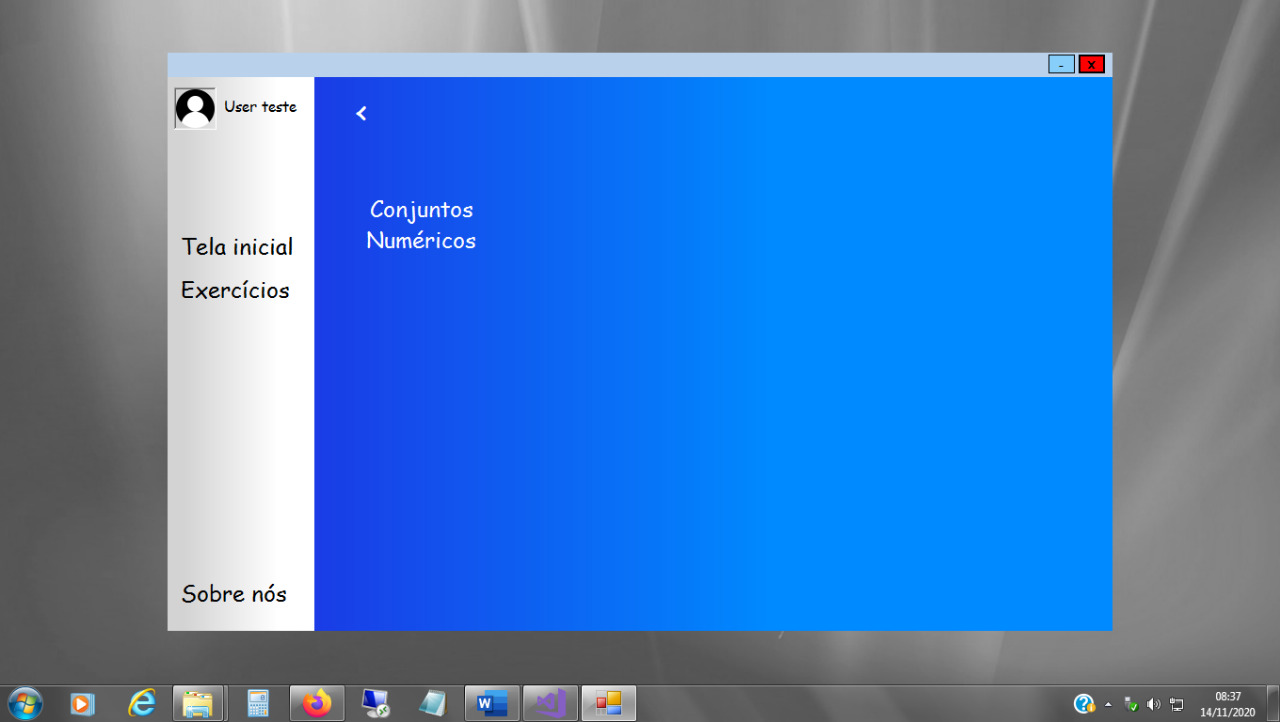 -
x
User teste
<
Conjuntos
Numéricos
Tela inicial
Exercícios
Sobre nós
W
?
08:37
14/11/2020